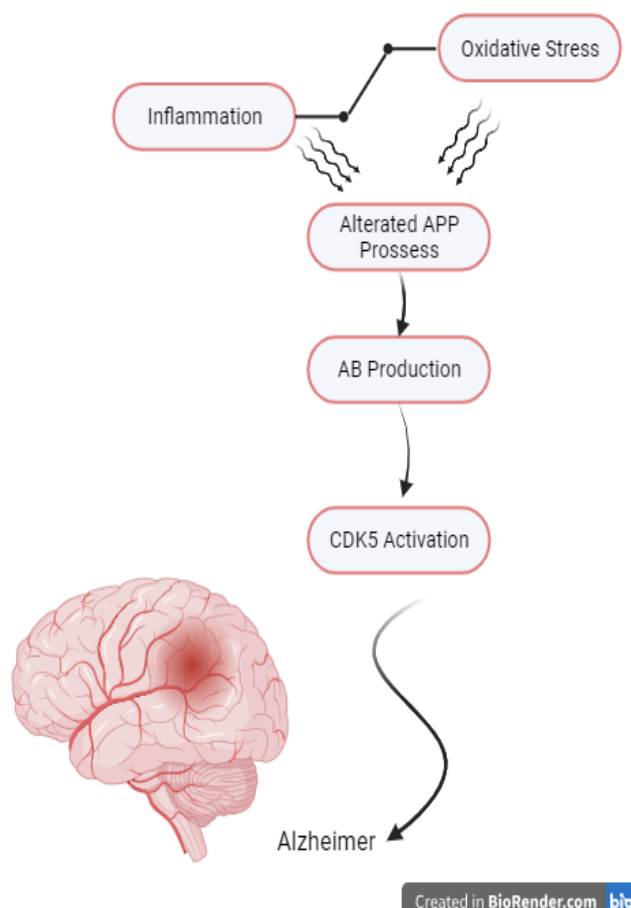 Oxidative Stress
Inflammation
Alterated APP
Prossess
AB Production
CDK5 Activation
Alzheimer
Created in BioRender.com